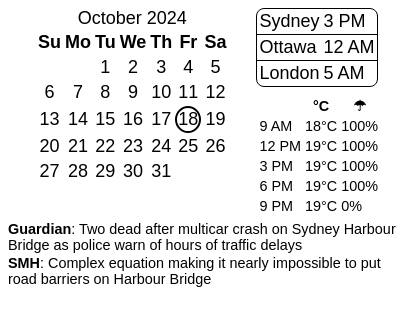 October 2024
Su Mo Tu We Th Fr Sa
1 2 3 4 5
6 7 8 9 10 11 12
13 14 15 16 17 18 19
20 21 22 23 24 25 26
27 28 29 30 31
Sydney 3 PM
Ottawa 12 AM
London 5 AM
°C ☂
9 AM 18°C 100%
12 PM 19°C 100%
3 PM 19°C 100%
6 PM 19°C 100%
9 PM 19°C 0%
Guardian: Two dead after multicar crash on Sydney Harbour
Bridge as police warn of hours of traffic delays
SMH: Complex equation making it nearly impossible to put
road barriers on Harbour Bridge